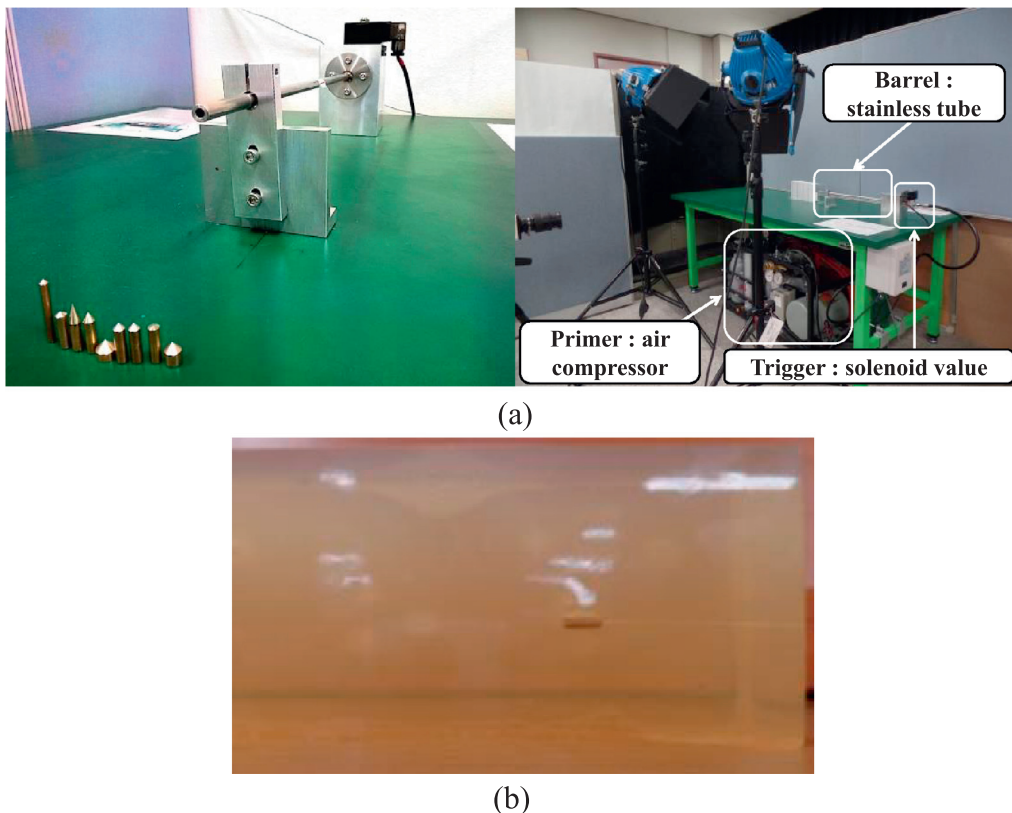 Barrel :
stainless tube
Primer : air
compressor
Trigger : solenoid value
(a)
(b)